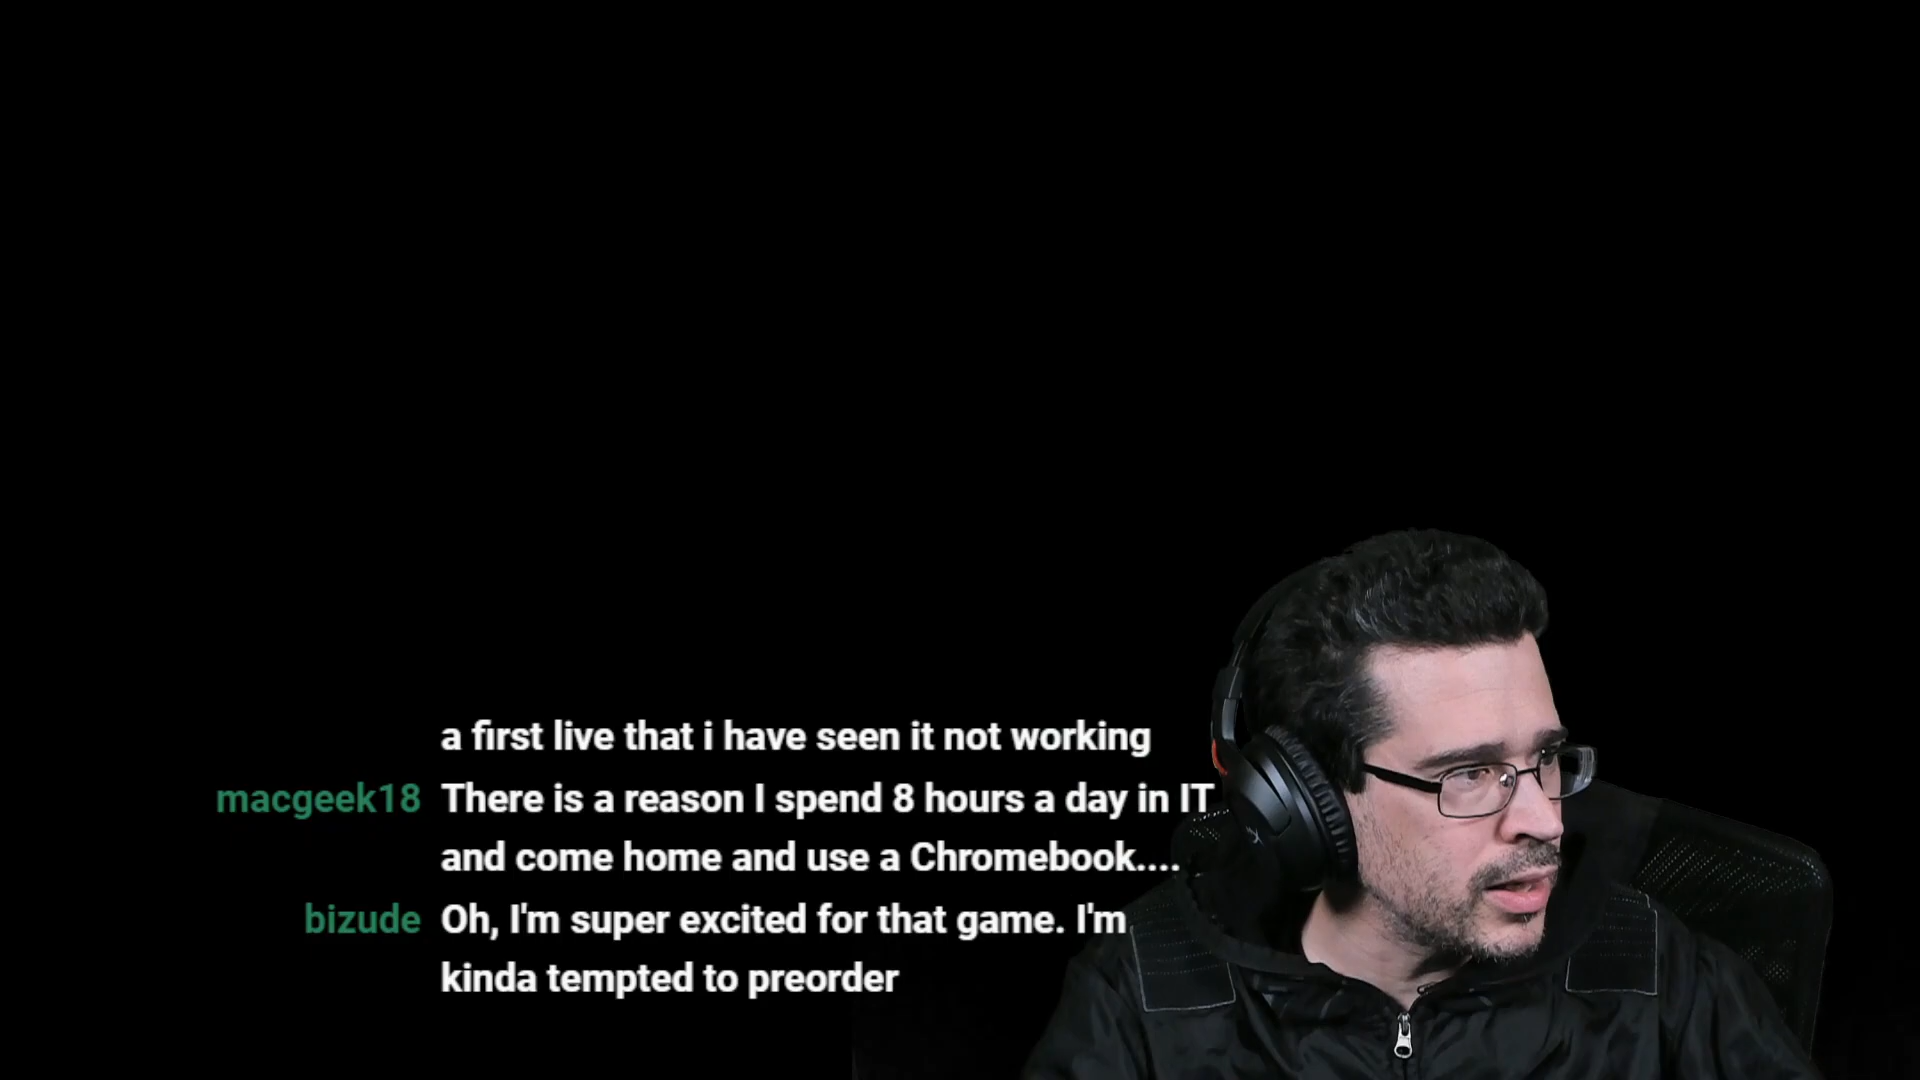 a first live that i have seen it not working
macgeek18 There is a reason I spend 8 hours a day in IT
and come home and use a Chromebook....
bizude Oh, I'm super excited for that game. I'm
kinda tempted to preorder